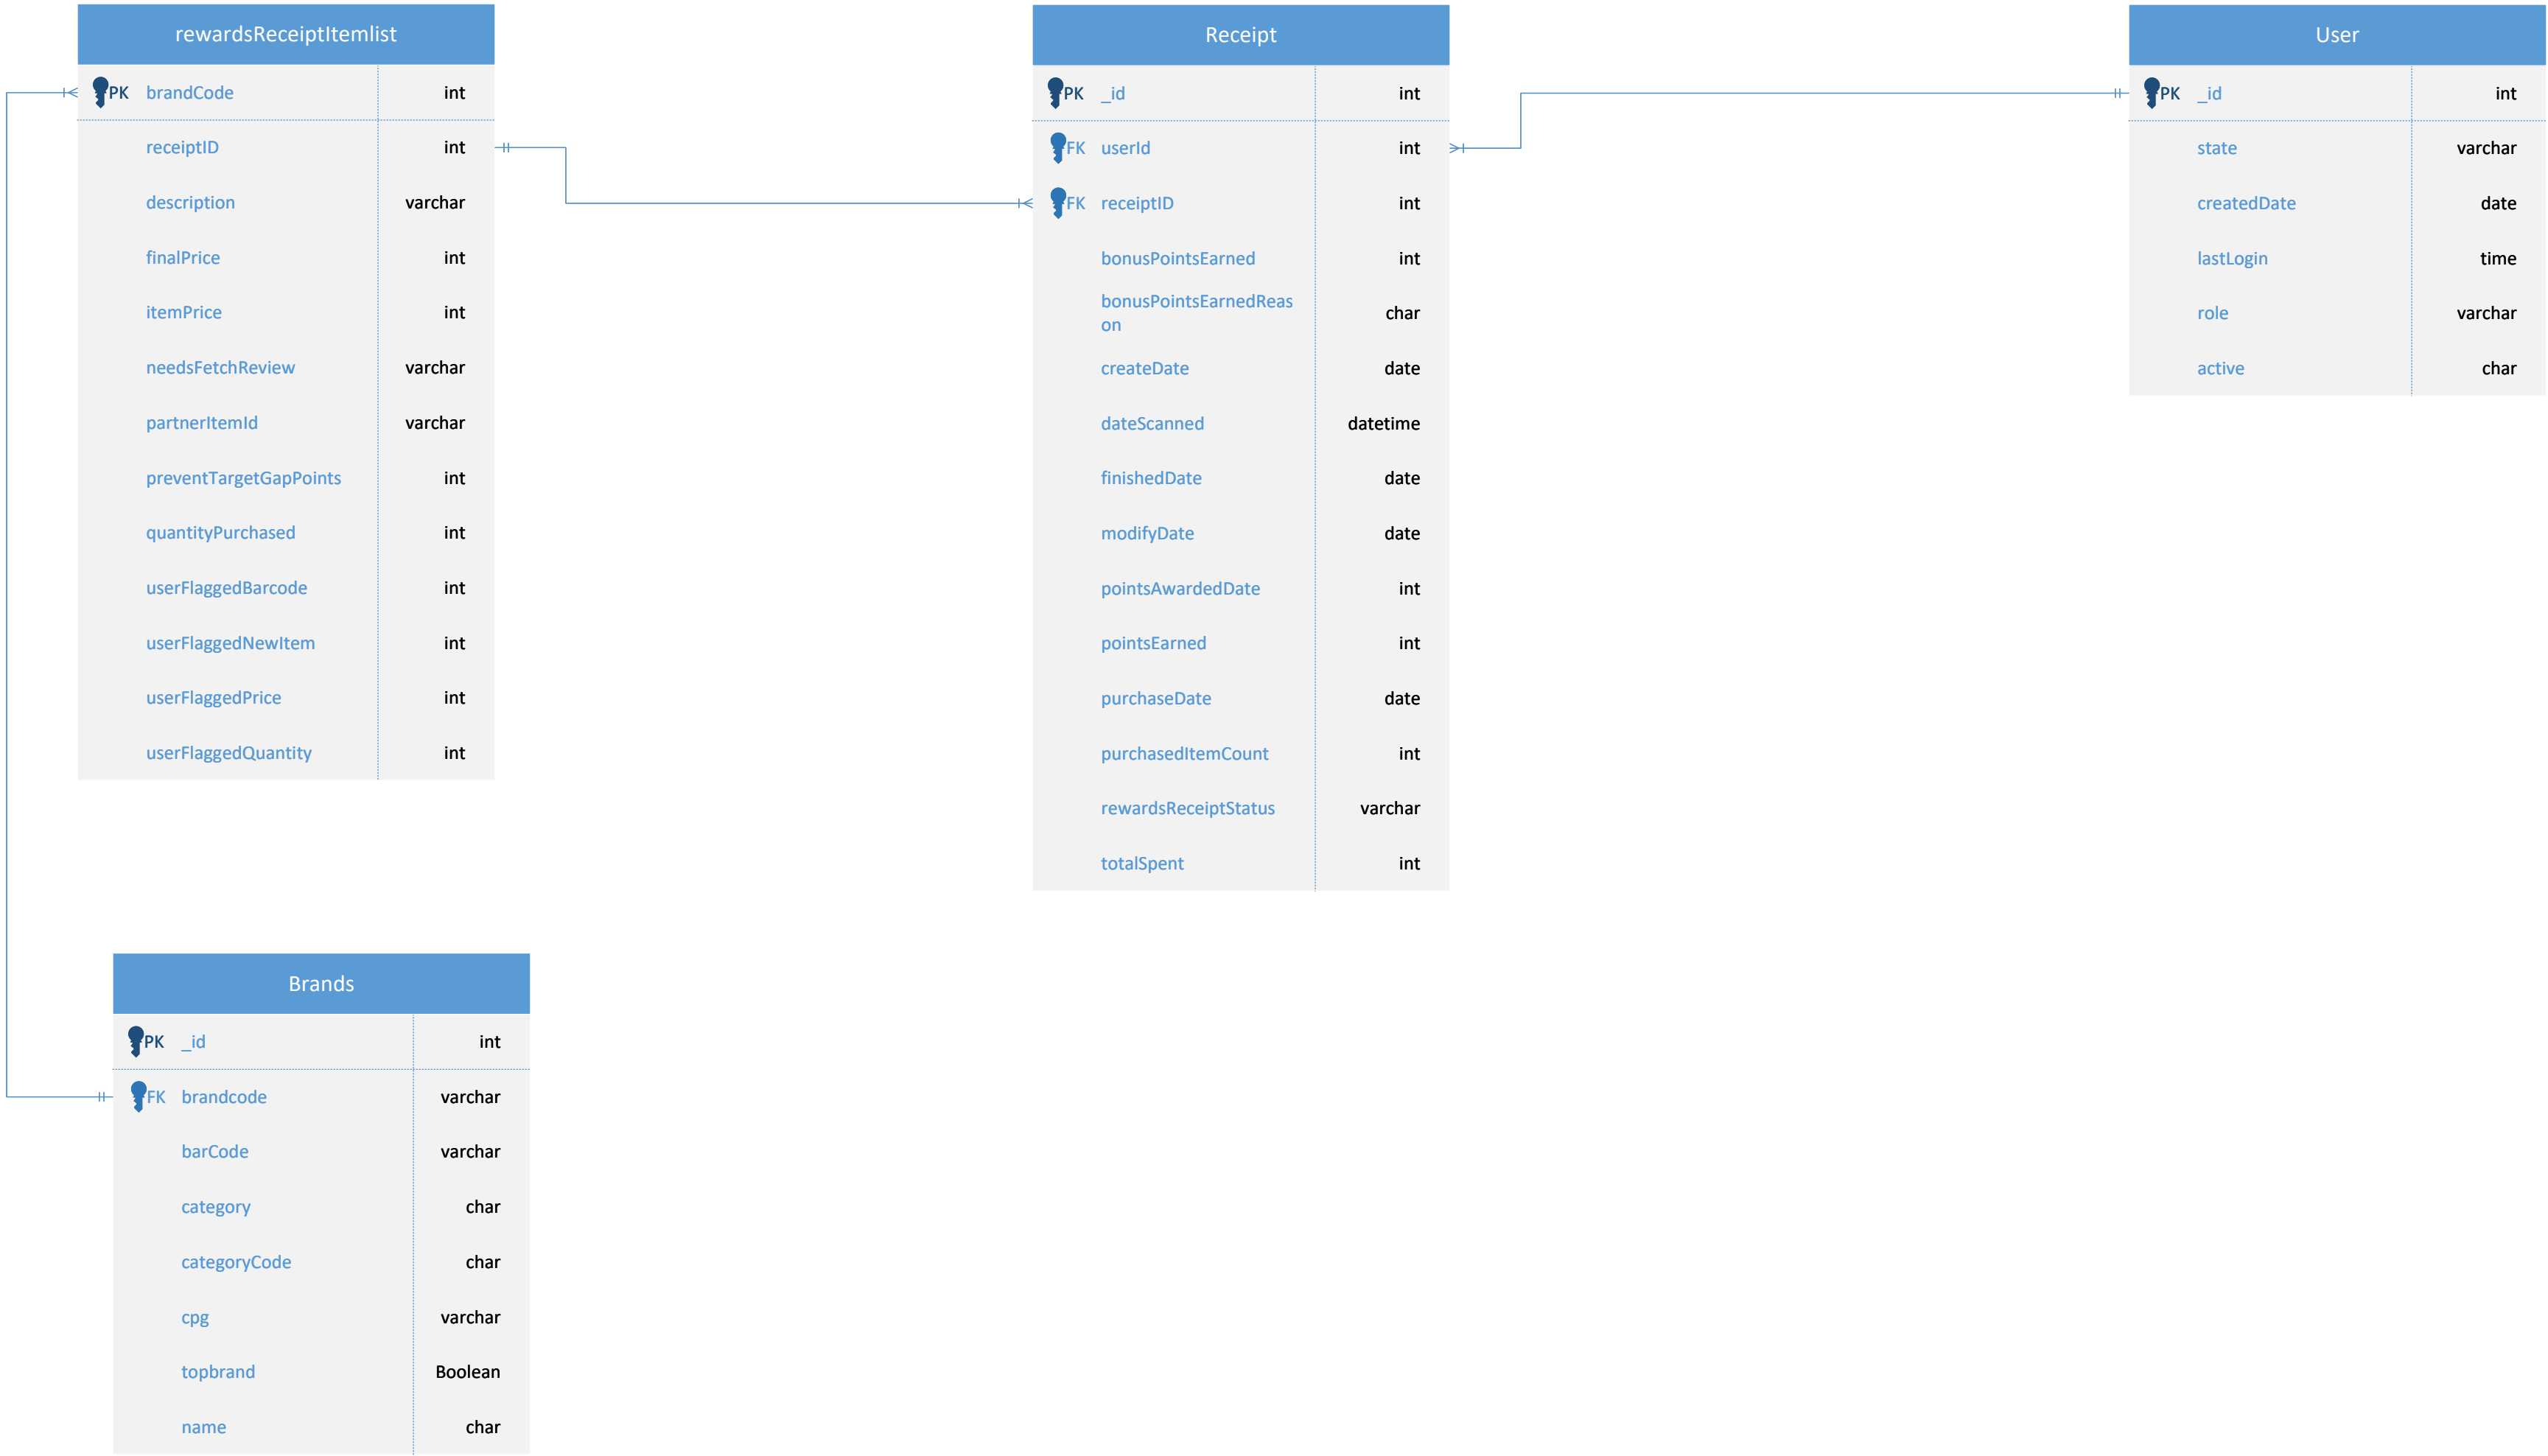 rewardsReceiptItemlist
PK brandCode int
receiptID int
description varchar
finalPrice int
itemPrice int
needsFetchReview varchar
partnerItemId varchar
preventTargetGapPoints int
quantityPurchased int
userFlaggedBarcode int
userFlaggedNewItem int
userFlaggedPrice int
userFlaggedQuantity int
Receipt
PK _id int
FK userId int
FK receiptID int
bonusPointsEarned int
bonusPointsEarnedReas
on char
createDate date
dateScanned datetime
finishedDate date
modifyDate date
pointsAwardedDate int
pointsEarned int
purchaseDate date
purchasedItemCount int
rewardsReceiptStatus varchar
totalSpent int
User
PK _id int
state varchar
createdDate date
lastLogin time
role varchar
active char
Brands
PK _id int
FK brandcode varchar
barCode varchar
category char
categoryCode char
cpg varchar
topbrand Boolean
name char